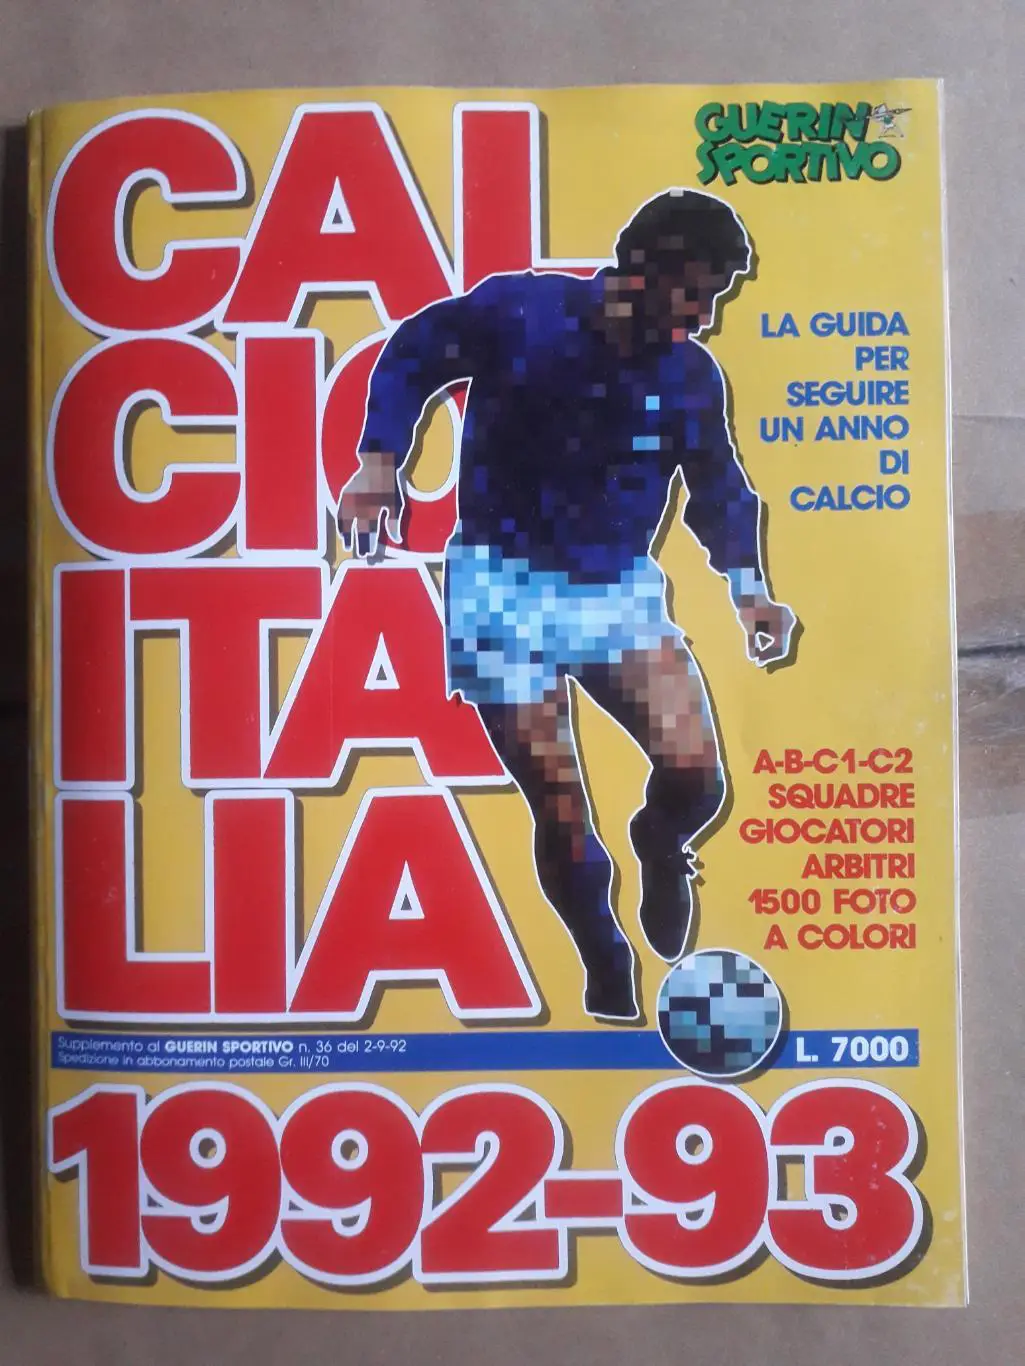 GUERIN
SPORTIVO
CAL
CIO
ITA
LIA
LA GUIDA
PER
SEGUIRE
UN ANNO
DI
CALCIO
A-B-C1-C2
SQUADRE
GIOCATORI
ARBITRI
1500 FOTO
A COLORI
Supplemento al GUERIN SPORTIVO n. 36 del 2-9-92
Spedizione in abbonamento postale Gr. III/70
L. 7000
1992-93